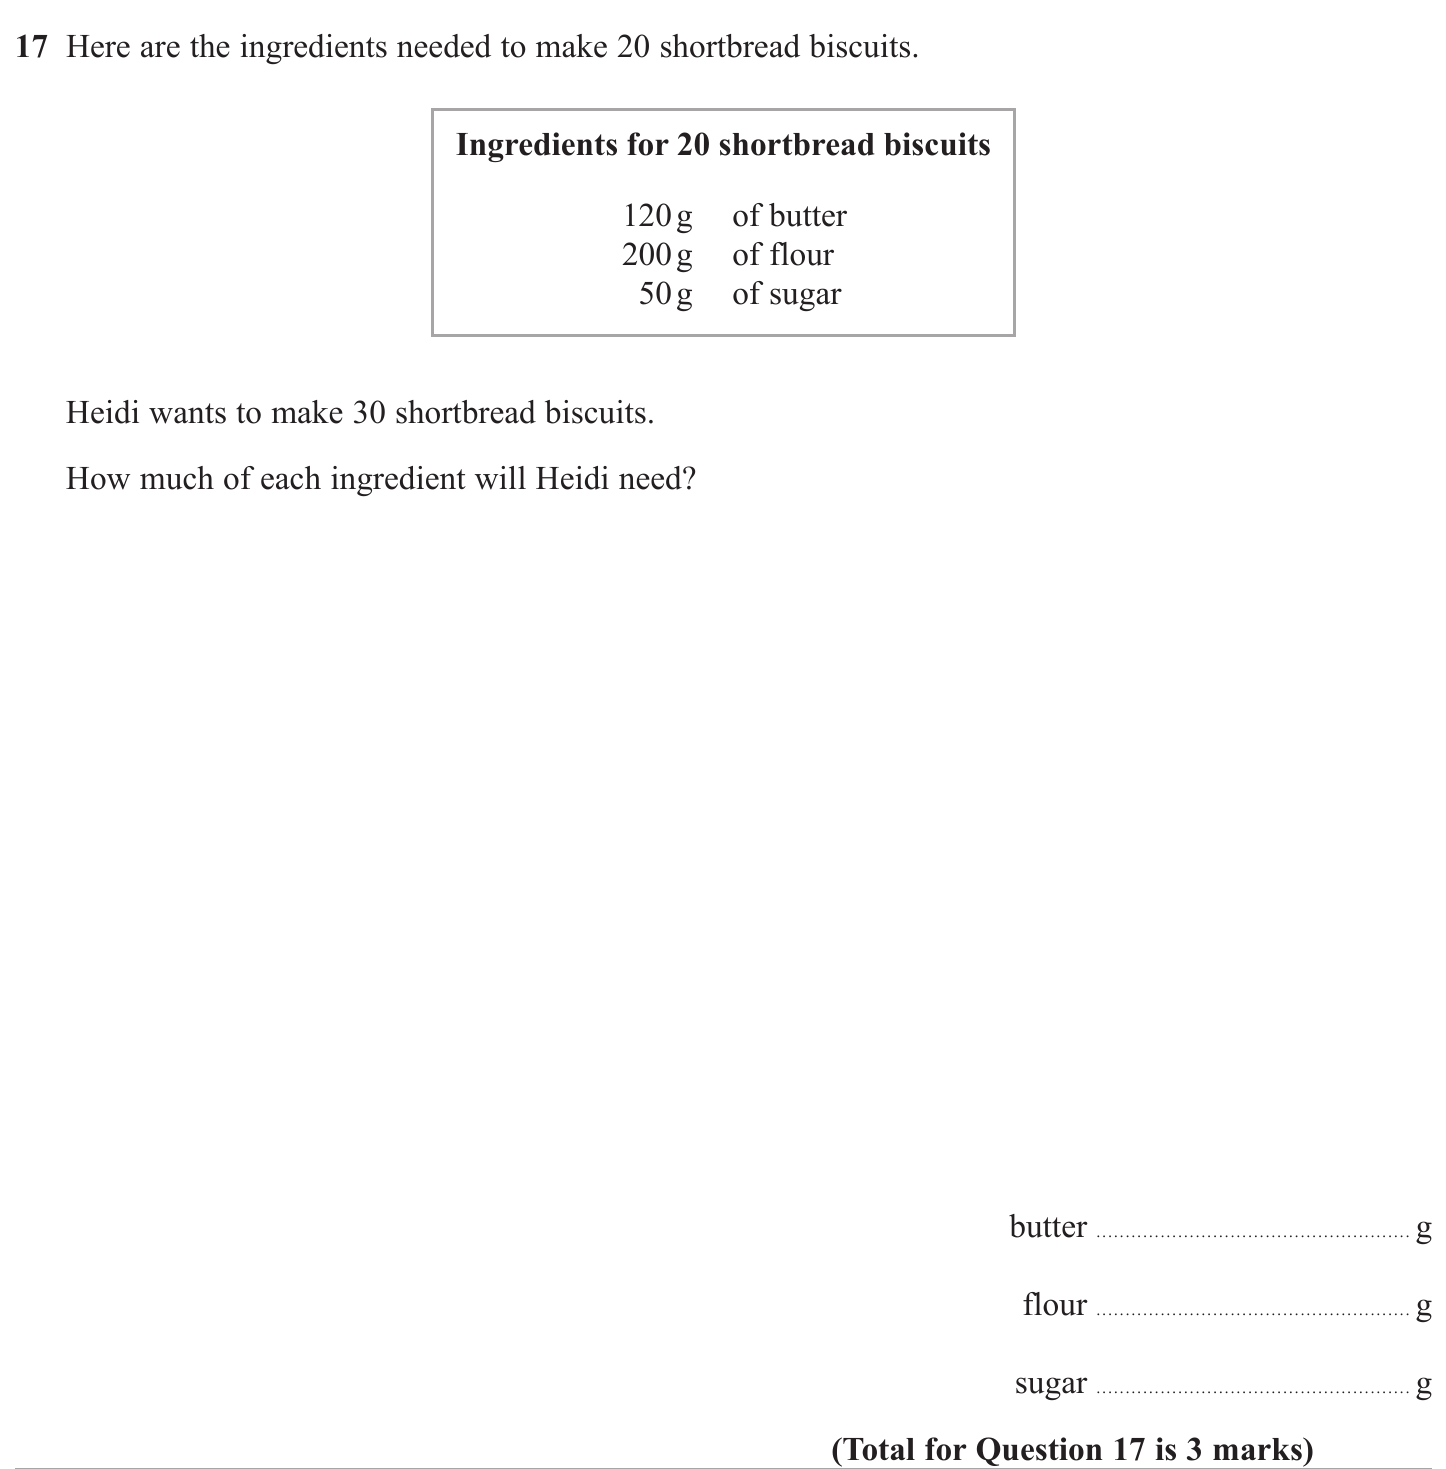 17 Here are the ingredients needed to make 20 shortbread biscuits.
Ingredients for 20 shortbread biscuits
120 g of butter
200 g of flour
50 g of sugar
Heidi wants to make 30 shortbread biscuits.
How much of each ingredient will Heidi need?
butter ...................................................... g
flour ...................................................... g
sugar ...................................................... g
(Total for Question 17 is 3 marks)